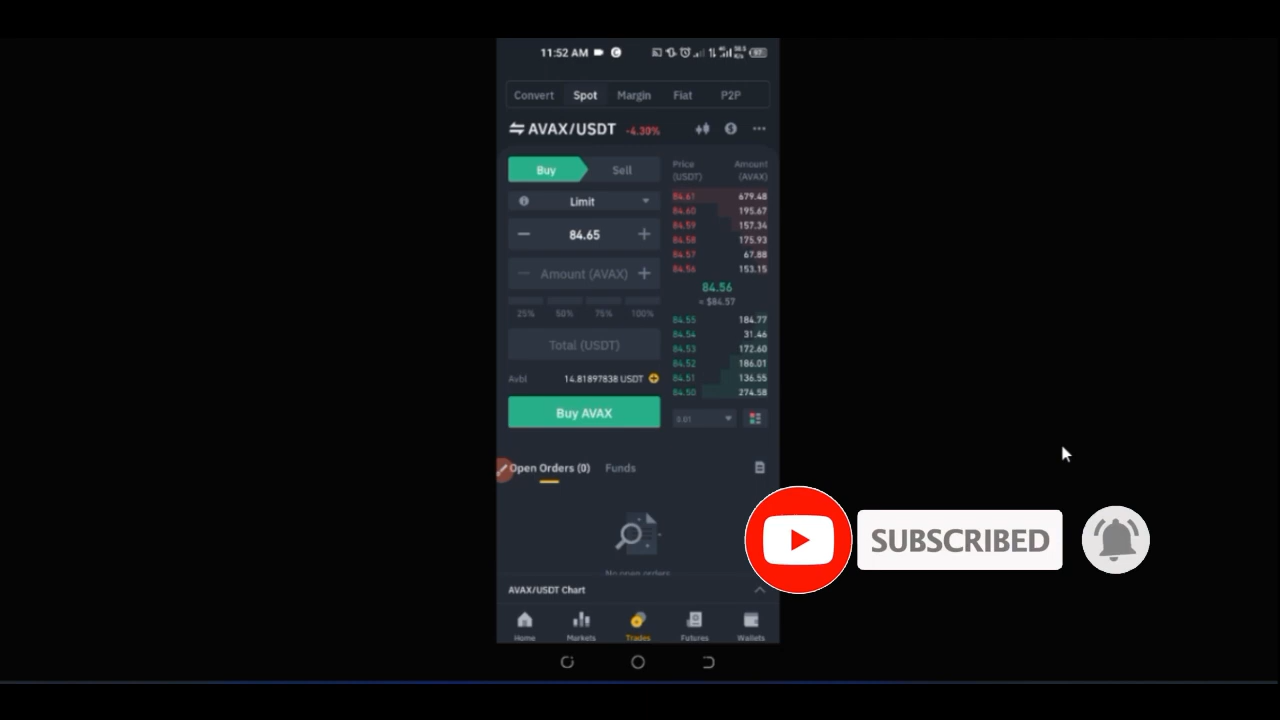 11:52 AM
Convert Spot Margin Fiat P2P
AVAX/USDT -4.30%
Buy Sell
Price (USDT) Amount (AVAX)
Limit
84.65
Amount (AVAX)
25% 50% 75% 100%
Total (USDT)
Avbl 14.81897838 USDT
Buy AVAX
84.61 679.48
84.60 195.67
84.59 157.34
84.58 175.93
84.57 67.88
84.56 153.15
84.56
≈ $84.57
84.55 184.77
84.54 31.46
84.53 172.60
84.52 186.01
84.51 136.55
84.50 274.58
0.01
Open Orders (0) Funds
No open orders
SUBSCRIBED
AVAX/USDT Chart
Home Markets Trades Futures Wallets